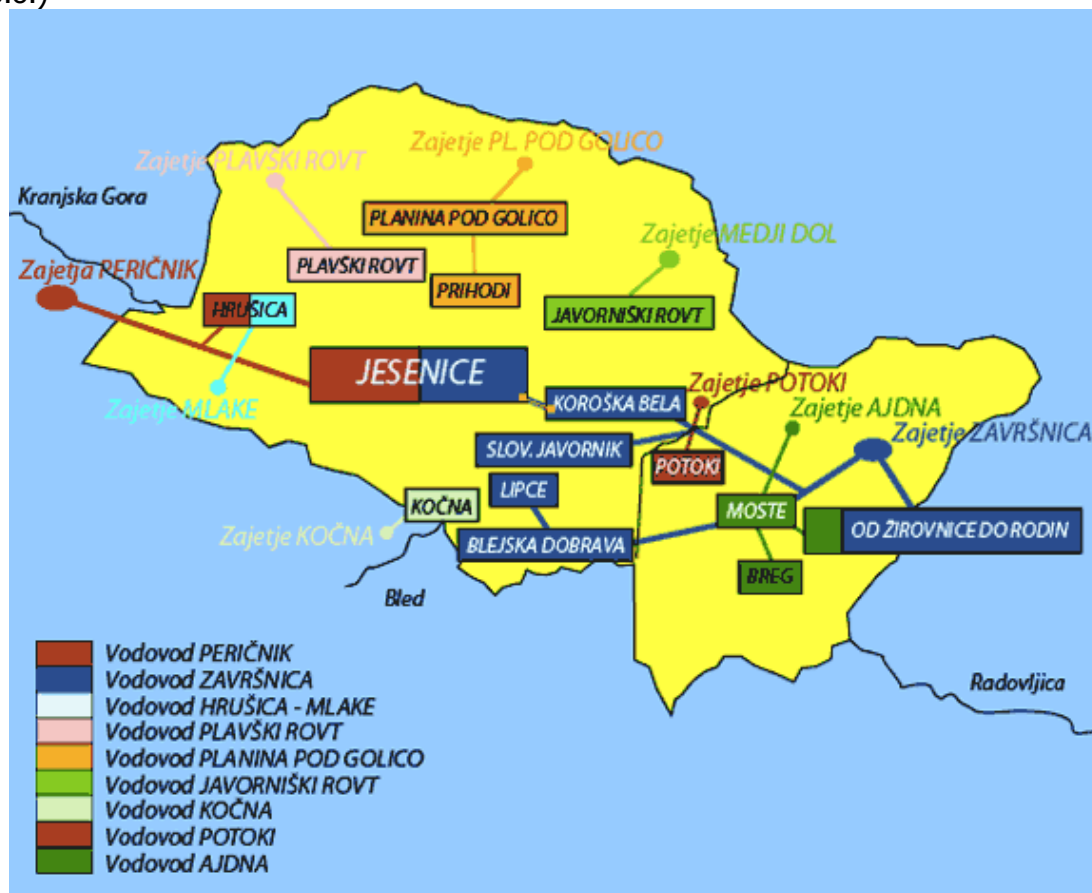 Zajetje PLAVŠKI ROVT
Zajetje PL. POD GOLICO
Kranjska Gora
PLANINA POD GOLICO
Zajetje MEDJI DOL
Zajetja PERIČNIK
PLAVŠKI ROVT
PRIHODI
HRUŠICA
JAVORNIŠKI ROVT
JESENICE
Zajetje POTOKI
Zajetje MLAKE
KOROŠKA BELA
Zajetje AJDNA
Zajetje ZAVRŠNICA
SLOV. JAVORNIK
POTOKI
LIPCE
KOČNA
MOSTE
Zajetje KOČNA
BLEJSKA DOBRAVA
OD ŽIROVNICE DO RODIN
BREG
Bled
Radovljica
Vodovod PERIČNIK
Vodovod ZAVRŠNICA
Vodovod HRUŠICA - MLAKE
Vodovod PLAVŠKI ROVT
Vodovod PLANINA POD GOLICO
Vodovod JAVORNIŠKI ROVT
Vodovod KOČNA
Vodovod POTOKI
Vodovod AJDNA